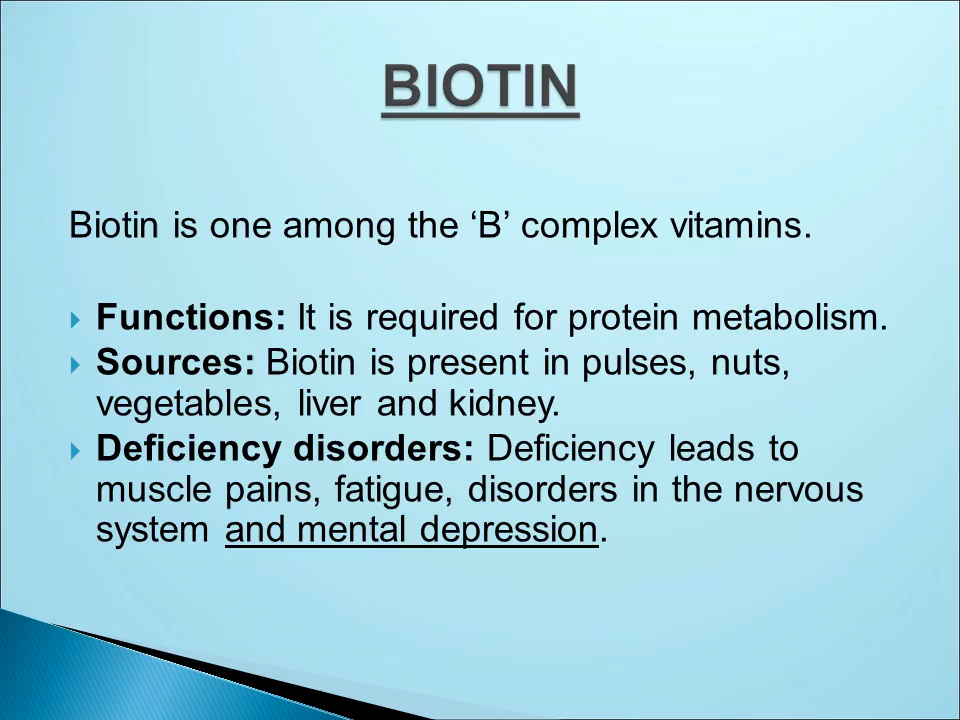 BIOTIN
Biotin is one among the ‘B’ complex vitamins.
Functions: It is required for protein metabolism.
Sources: Biotin is present in pulses, nuts,
vegetables, liver and kidney.
Deficiency disorders: Deficiency leads to
muscle pains, fatigue, disorders in the nervous
system and mental depression.